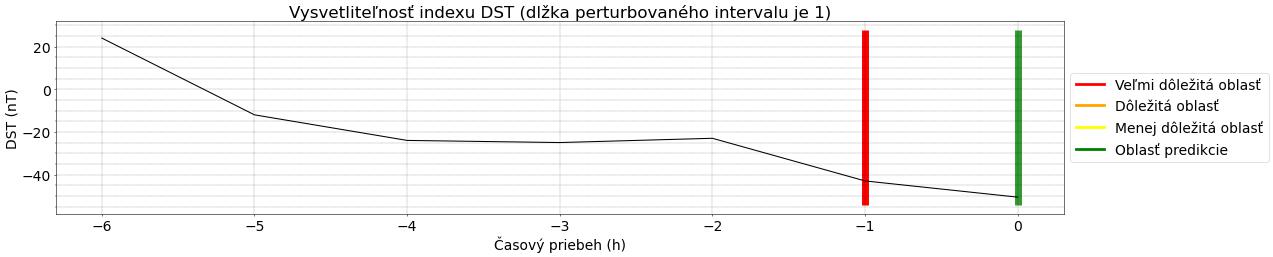 Vysvetliteľnosť indexu DST (dĺžka perturbovaného intervalu je 1)
DST (nT)
20
0
−20
−40
−6 −5 −4 −3 −2 −1 0
Časový priebeh (h)
Veľmi dôležitá oblasť
Dôležitá oblasť
Menej dôležitá oblasť
Oblasť predikcie